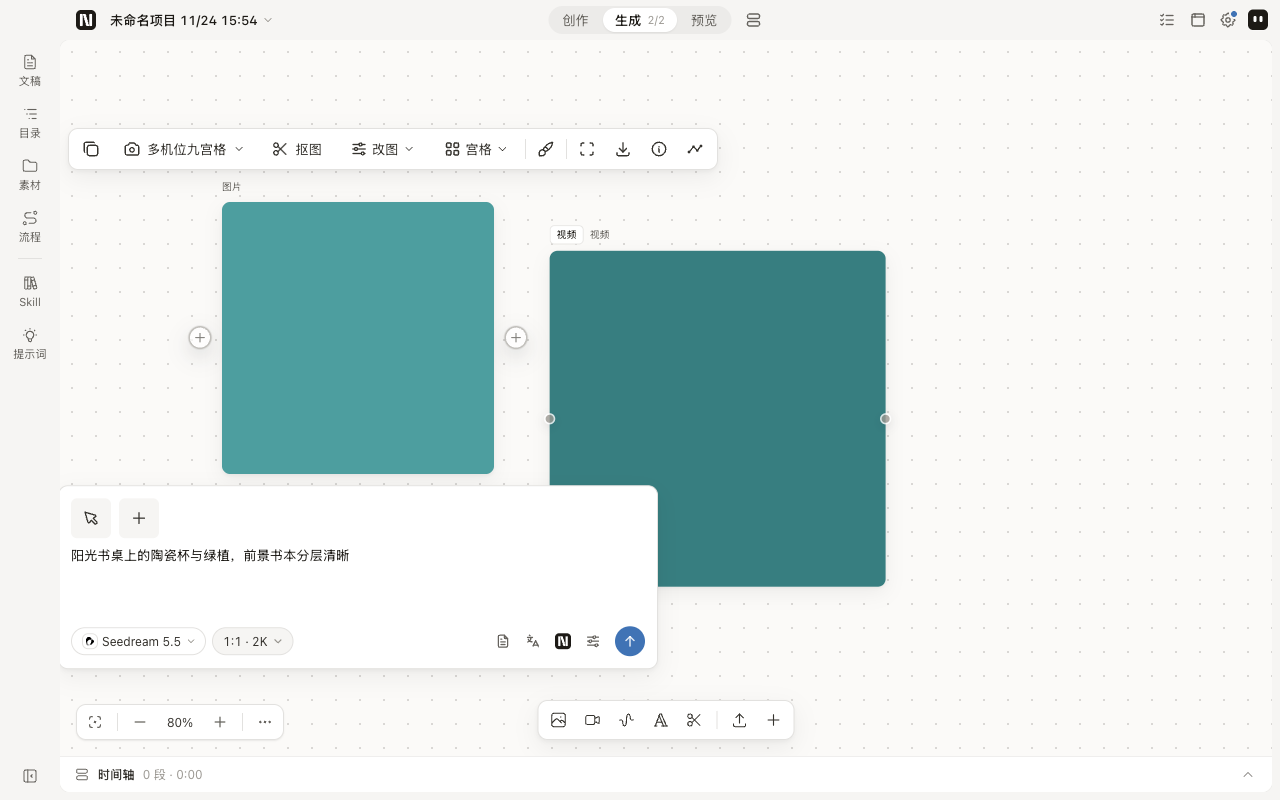 未命名项目 11/24 15:54
创作
生成 2/2
预览
文稿
目录
素材
流程
Skill
提示词
多机位九宫格
抠图
改图
宫格
图片
视频 视频
阳光书桌上的陶瓷杯与绿植，前景书本分层清晰
Seedream 5.5
1:1 · 2K
80%
时间轴 0 段 · 0:00